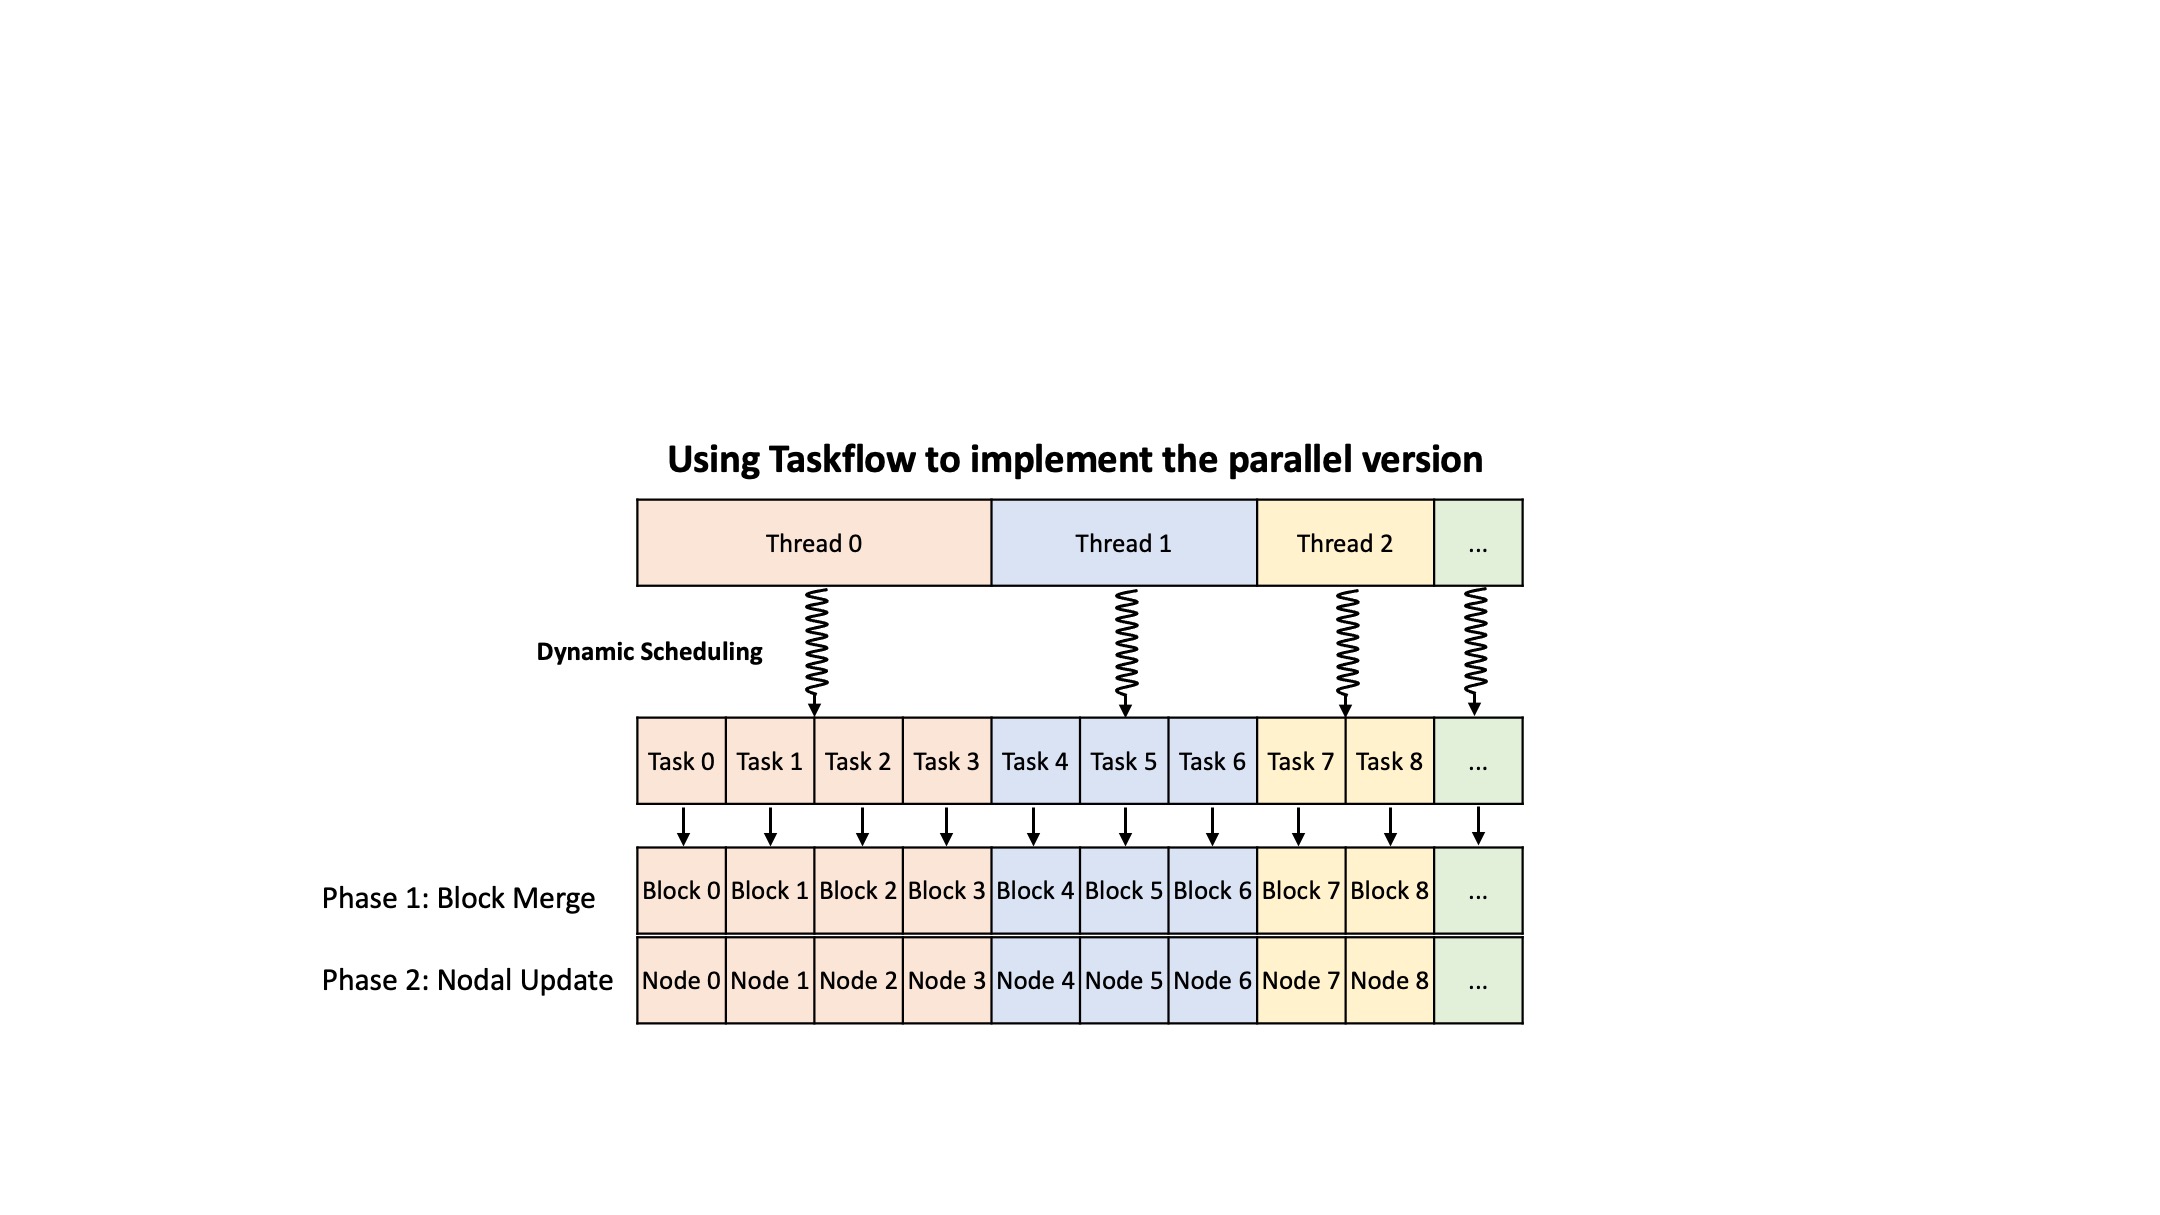 Using Taskflow to implement the parallel version
Thread 0 Thread 1 Thread 2 ...
Dynamic Scheduling
Task 0 Task 1 Task 2 Task 3 Task 4 Task 5 Task 6 Task 7 Task 8 ...
Phase 1: Block Merge Block 0 Block 1 Block 2 Block 3 Block 4 Block 5 Block 6 Block 7 Block 8 ...
Phase 2: Nodal Update Node 0 Node 1 Node 2 Node 3 Node 4 Node 5 Node 6 Node 7 Node 8 ...